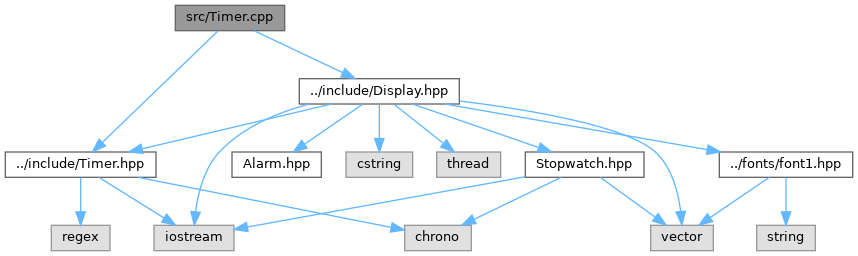 src/Timer.cpp
../include/Display.hpp
../include/Timer.hpp
Alarm.hpp
cstring
thread
Stopwatch.hpp
../fonts/font1.hpp
regex
iostream
chrono
vector
string